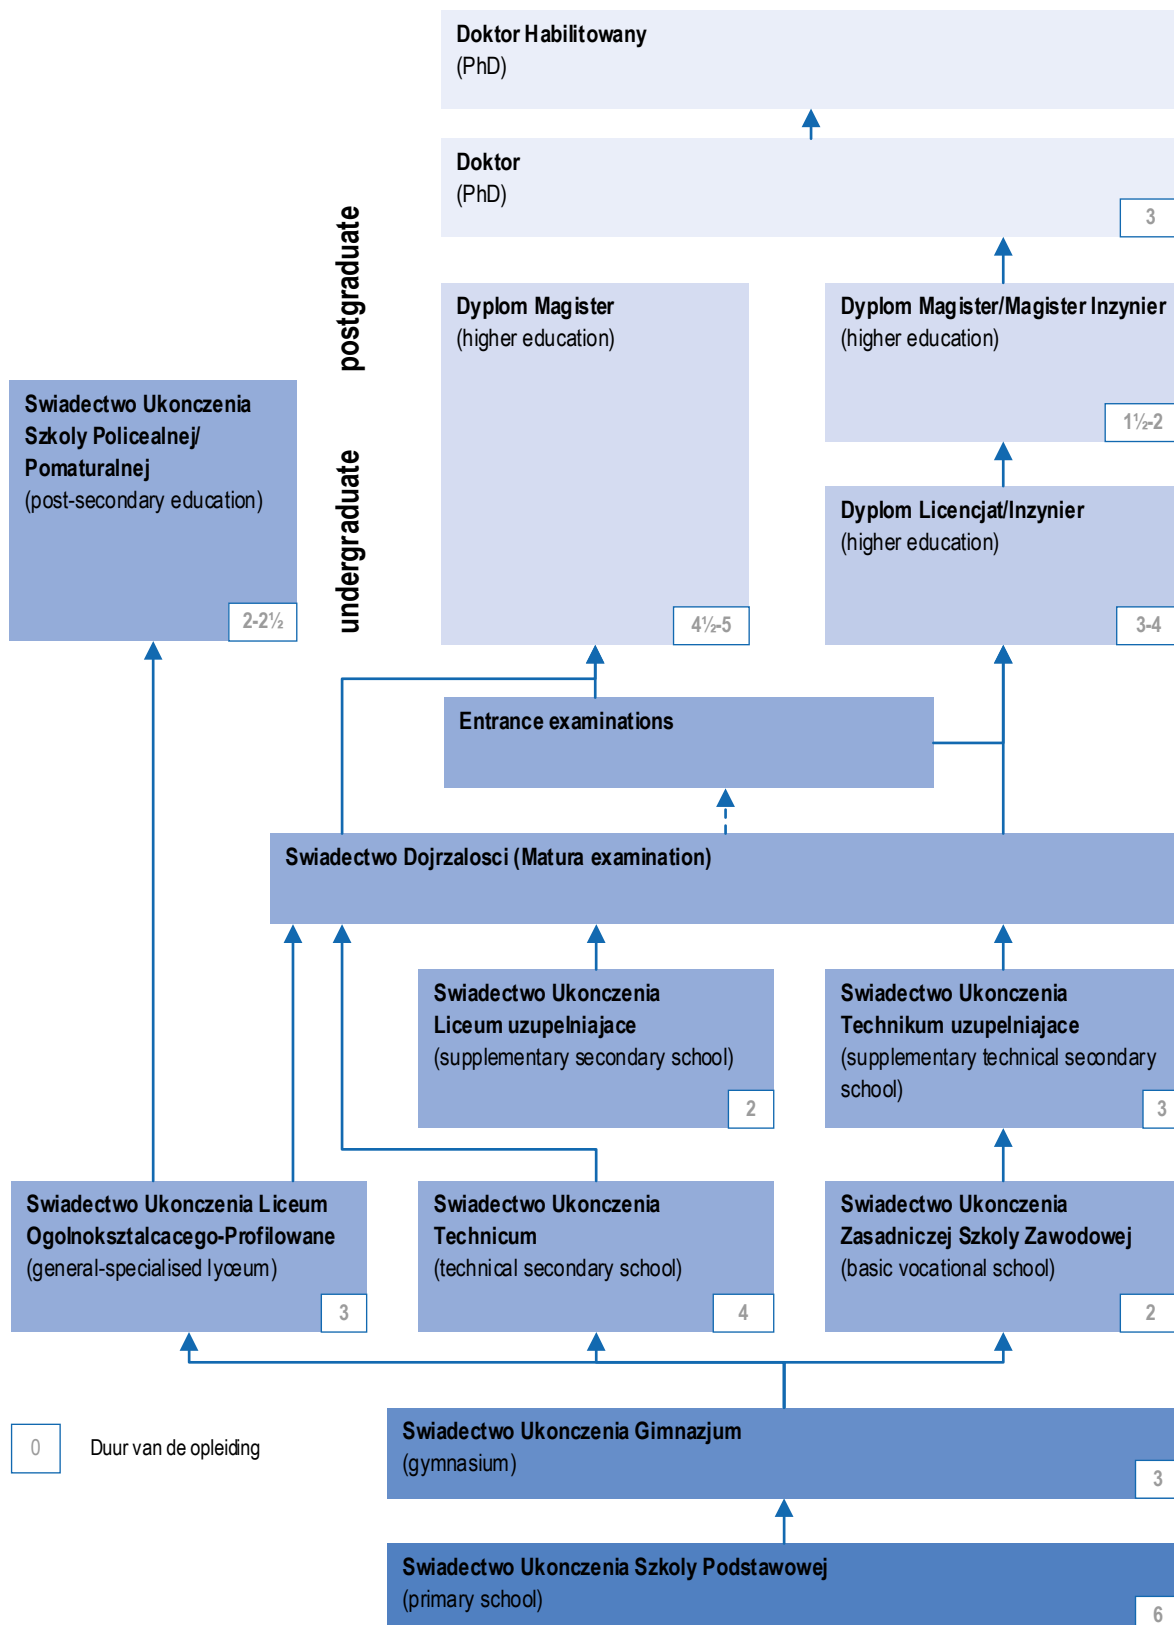 Doktor Habilitowany
(PhD)
Doktor
(PhD)
3
postgraduate
Dyplom Magister
(higher education)
Dyplom Magister/Magister Inzynier
(higher education)
1½-2
Swiadectwo Ukonczenia
Szkoly Policealnej/
Pomaturalnej
(post-secondary education)
2-2½
undergraduate
4½-5
Dyplom Licencjat/Inzynier
(higher education)
3-4
Entrance examinations
Swiadectwo Dojrzalosci (Matura examination)
Swiadectwo Ukonczenia
Liceum uzupelniajace
(supplementary secondary school)
2
Swiadectwo Ukonczenia
Technikum uzupelniajace
(supplementary technical secondary
school)
3
Swiadectwo Ukonczenia Liceum
Ogolnoksztalcacego-Profilowane
(general-specialised lyceum)
3
Swiadectwo Ukonczenia
Technicum
(technical secondary school)
4
Swiadectwo Ukonczenia
Zasadniczej Szkoly Zawodowej
(basic vocational school)
2
0
Duur van de opleiding
Swiadectwo Ukonczenia Gimnazjum
(gymnasium)
3
Swiadectwo Ukonczenia Szkoly Podstawowej
(primary school)
6